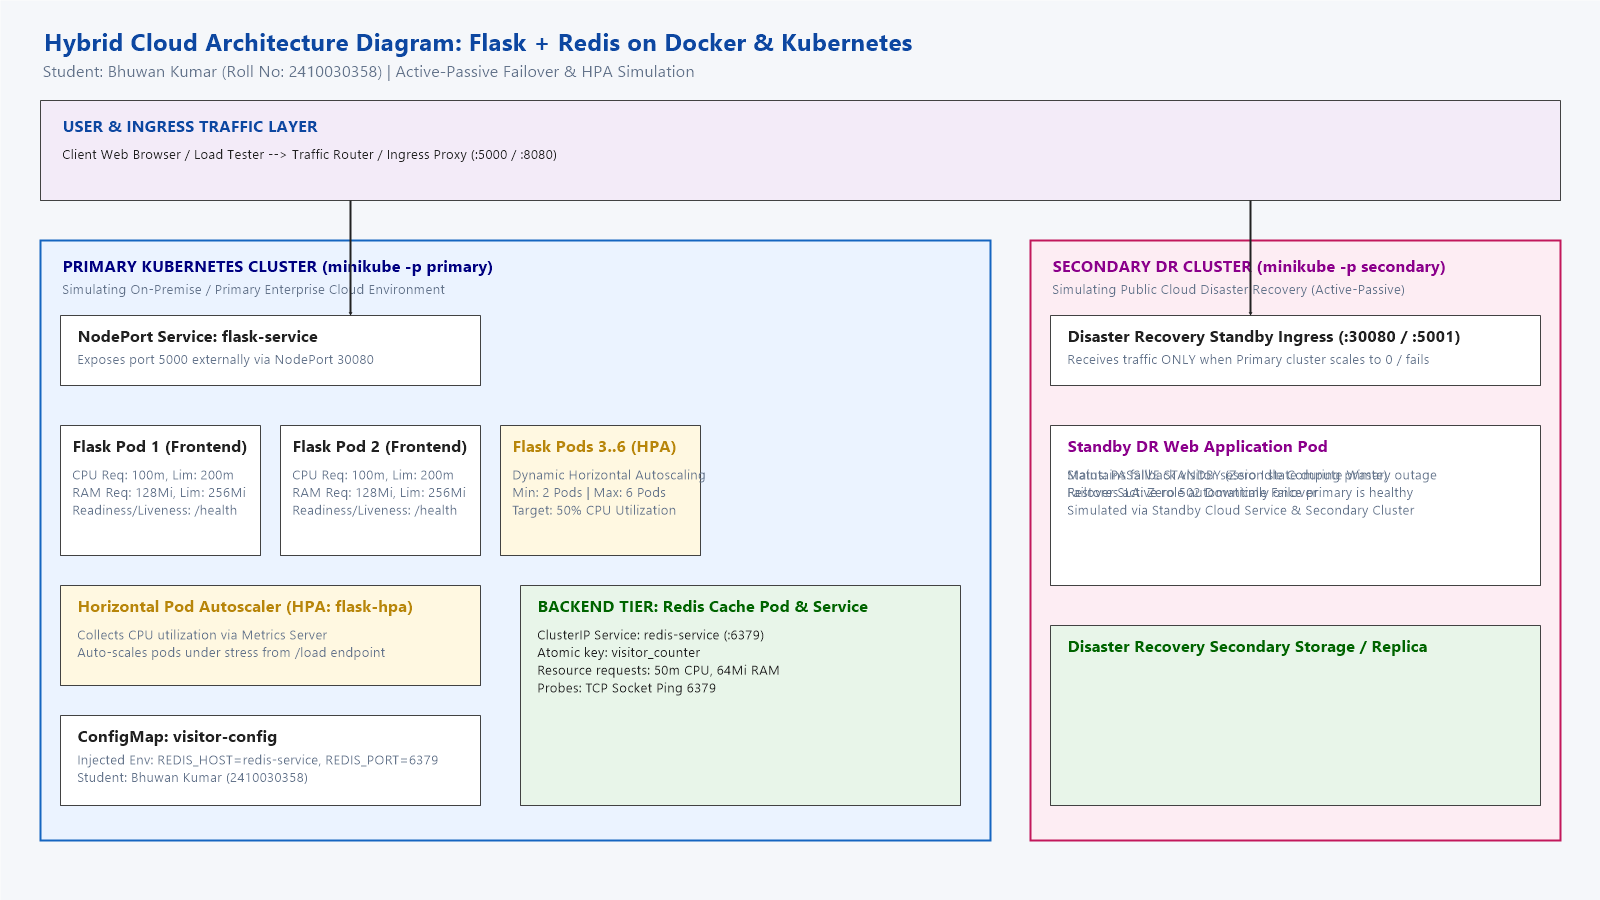 Hybrid Cloud Architecture Diagram: Flask + Redis on Docker & Kubernetes
Student: Bhuwan Kumar (Roll No: 2410030358) | Active-Passive Failover & HPA Simulation
USER & INGRESS TRAFFIC LAYER
Client Web Browser / Load Tester --> Traffic Router / Ingress Proxy (:5000 / :8080)
PRIMARY KUBERNETES CLUSTER (minikube -p primary)
Simulating On-Premise / Primary Enterprise Cloud Environment
NodePort Service: flask-service
Exposes port 5000 externally via NodePort 30080
Flask Pod 1 (Frontend)
CPU Req: 100m, Lim: 200m
RAM Req: 128Mi, Lim: 256Mi
Readiness/Liveness: /health
Flask Pod 2 (Frontend)
CPU Req: 100m, Lim: 200m
RAM Req: 128Mi, Lim: 256Mi
Readiness/Liveness: /health
Flask Pods 3..6 (HPA)
Dynamic Horizontal Autoscaling
Min: 2 Pods | Max: 6 Pods
Target: 50% CPU Utilization
Horizontal Pod Autoscaler (HPA: flask-hpa)
Collects CPU utilization via Metrics Server
Auto-scales pods under stress from /load endpoint
BACKEND TIER: Redis Cache Pod & Service
ClusterIP Service: redis-service (:6379)
Atomic key: visitor_counter
Resource requests: 50m CPU, 64Mi RAM
Probes: TCP Socket Ping 6379
ConfigMap: visitor-config
Injected Env: REDIS_HOST=redis-service, REDIS_PORT=6379
Student: Bhuwan Kumar (2410030358)
SECONDARY DR CLUSTER (minikube -p secondary)
Simulating Public Cloud Disaster Recovery (Active-Passive)
Disaster Recovery Standby Ingress (:30080 / :5001)
Receives traffic ONLY when Primary cluster scales to 0 / fails
Standby DR Web Application Pod
outage
primary is healthy
Simulated via Standby Cloud Service & Secondary Cluster
Disaster Recovery Secondary Storage / Replica